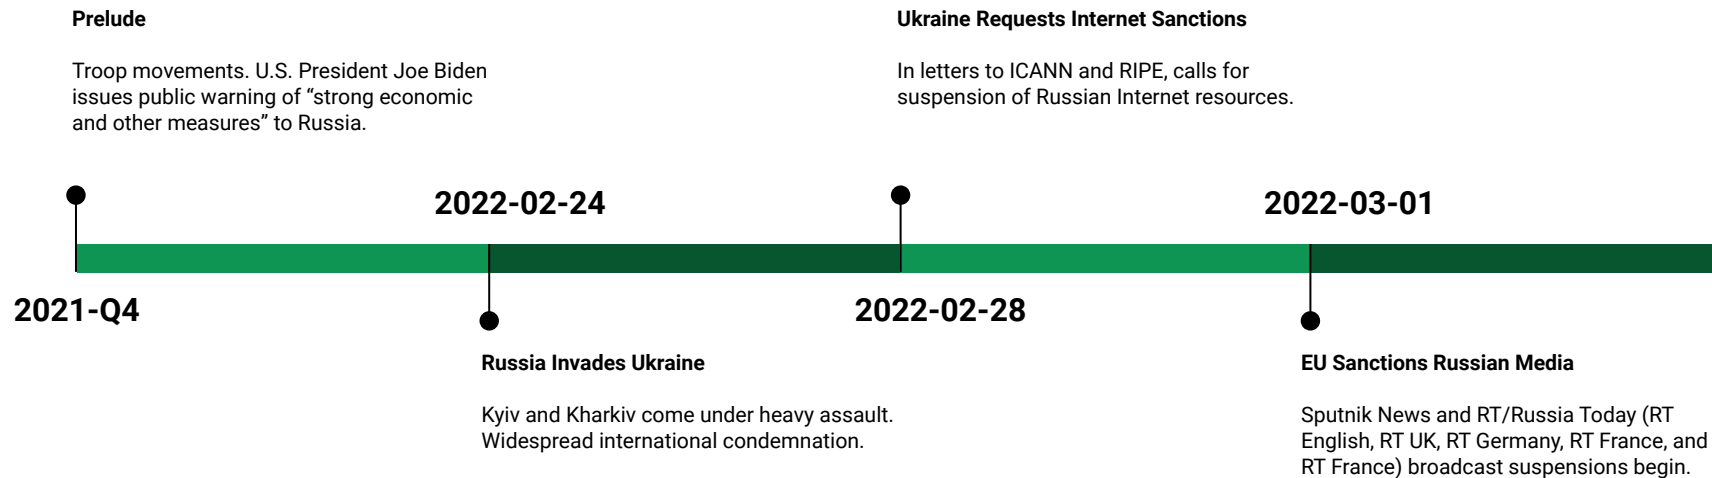 Prelude
Troop movements. U.S. President Joe Biden
issues public warning of “strong economic
and other measures” to Russia.
2021-Q4
2022-02-24
Russia Invades Ukraine
Kyiv and Kharkiv come under heavy assault.
Widespread international condemnation.
Ukraine Requests Internet Sanctions
In letters to ICANN and RIPE, calls for
suspension of Russian Internet resources.
2022-02-28
2022-03-01
EU Sanctions Russian Media
Sputnik News and RT/Russia Today (RT
English, RT UK, RT Germany, RT France, and
RT France) broadcast suspensions begin.